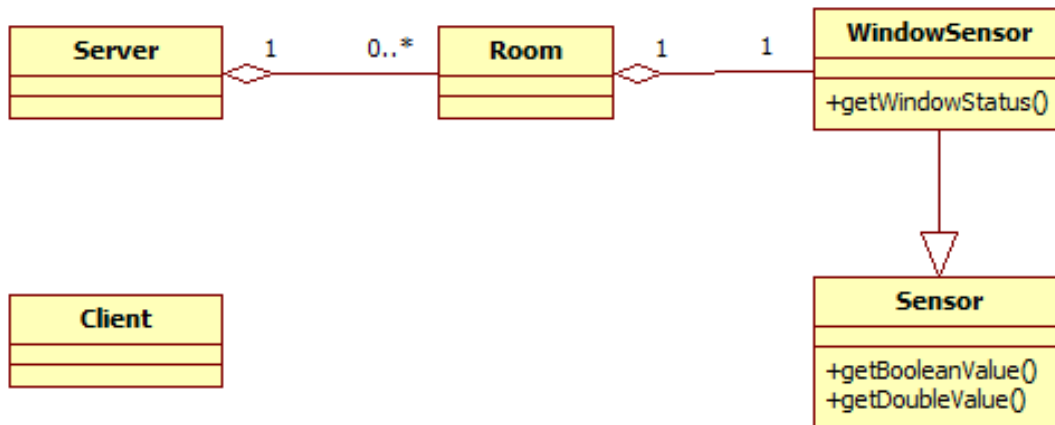 Server
1
0..*
Room
1
1
WindowSensor
+getWindowStatus()
Client
Sensor
+getBooleanValue()
+getDoubleValue()